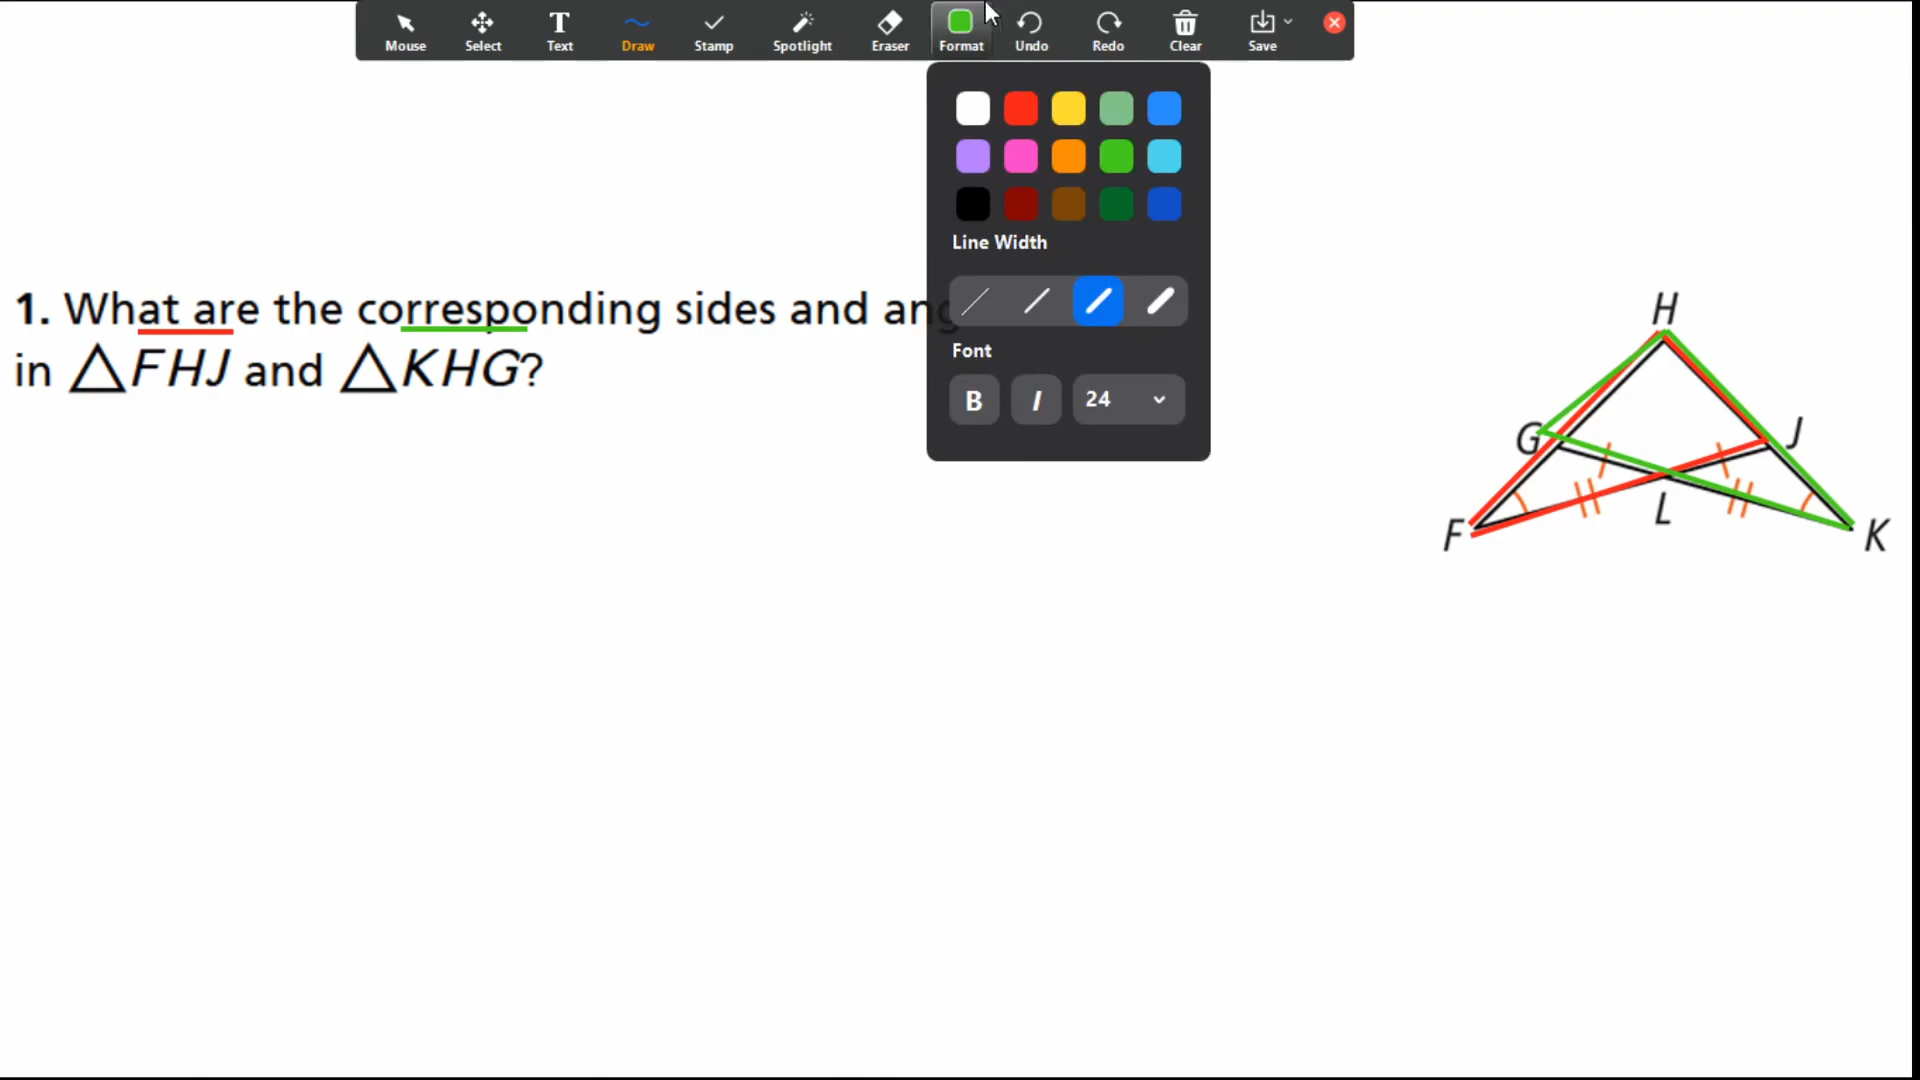 Mouse Select Text Draw Stamp Spotlight Eraser Format Undo Redo Clear Save
Line Width
Font
B I 24
1. What are the corresponding sides and ang
in △FHJ and △KHG?
H
G
J
F
L
K